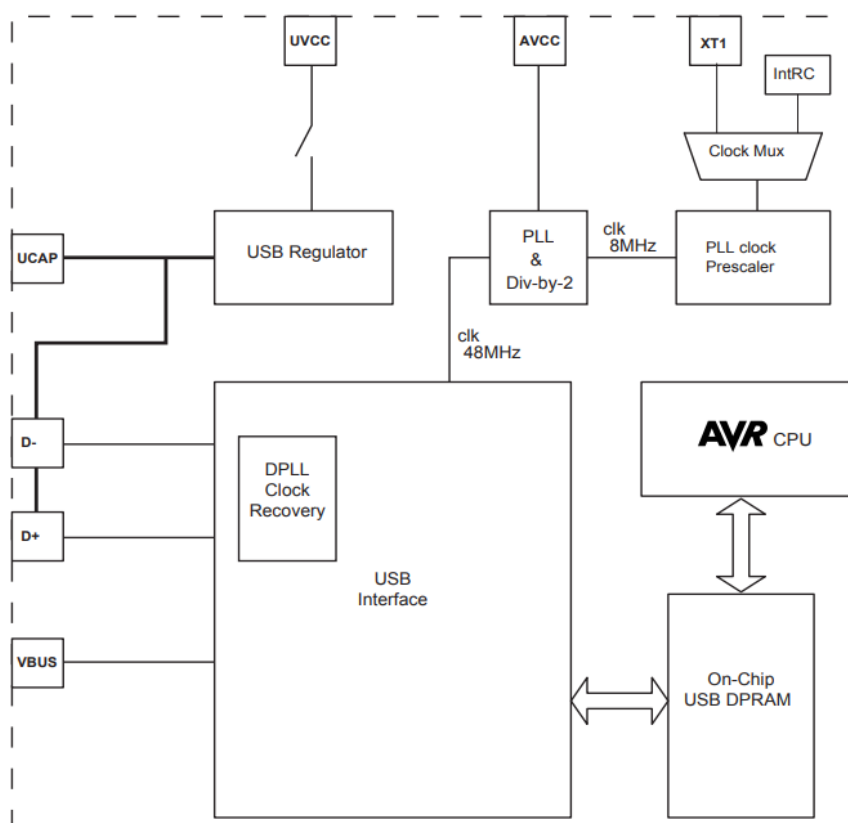 UVCC
AVCC
XT1
IntRC
Clock Mux
UCAP
USB Regulator
PLL
&
Div-by-2
clk
8MHz
PLL clock
Prescaler
clk
48MHz
D-
DPLL
Clock
Recovery
AVR CPU
D+
USB
Interface
VBUS
On-Chip
USB DPRAM